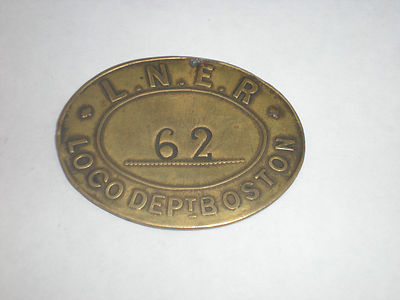 L.N.E.R
62
LOCO DEPT BOSTON